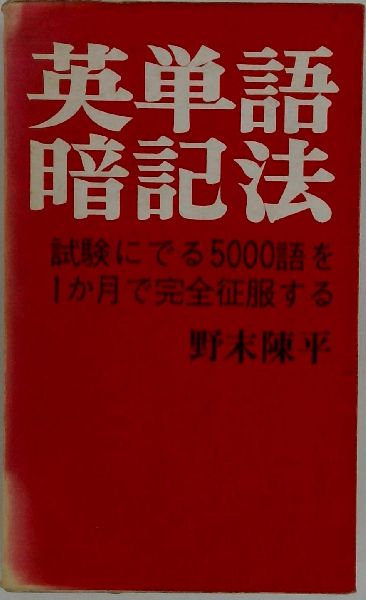 英単語
暗記法
試験にでる5000語を
1か月で完全征服する
野末陳平